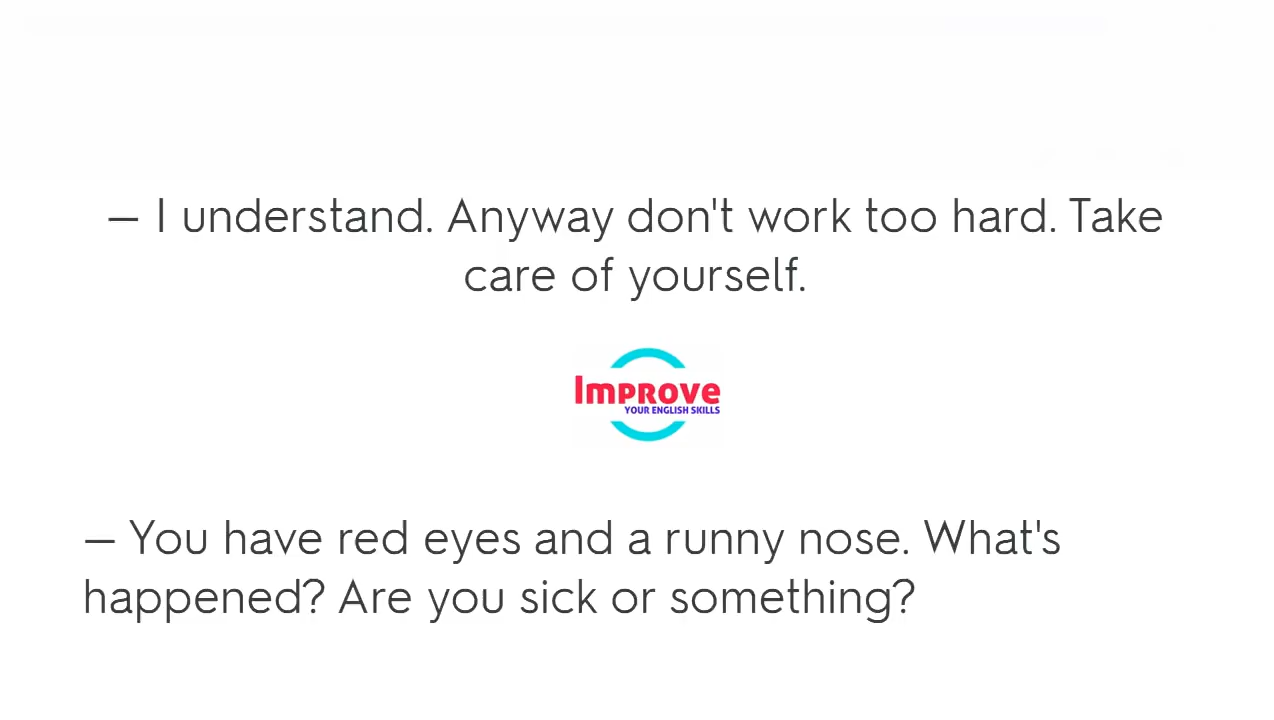 – I understand. Anyway don't work too hard. Take
care of yourself.
Improve
YOUR ENGLISH SKILLS
– You have red eyes and a runny nose. What's
happened? Are you sick or something?